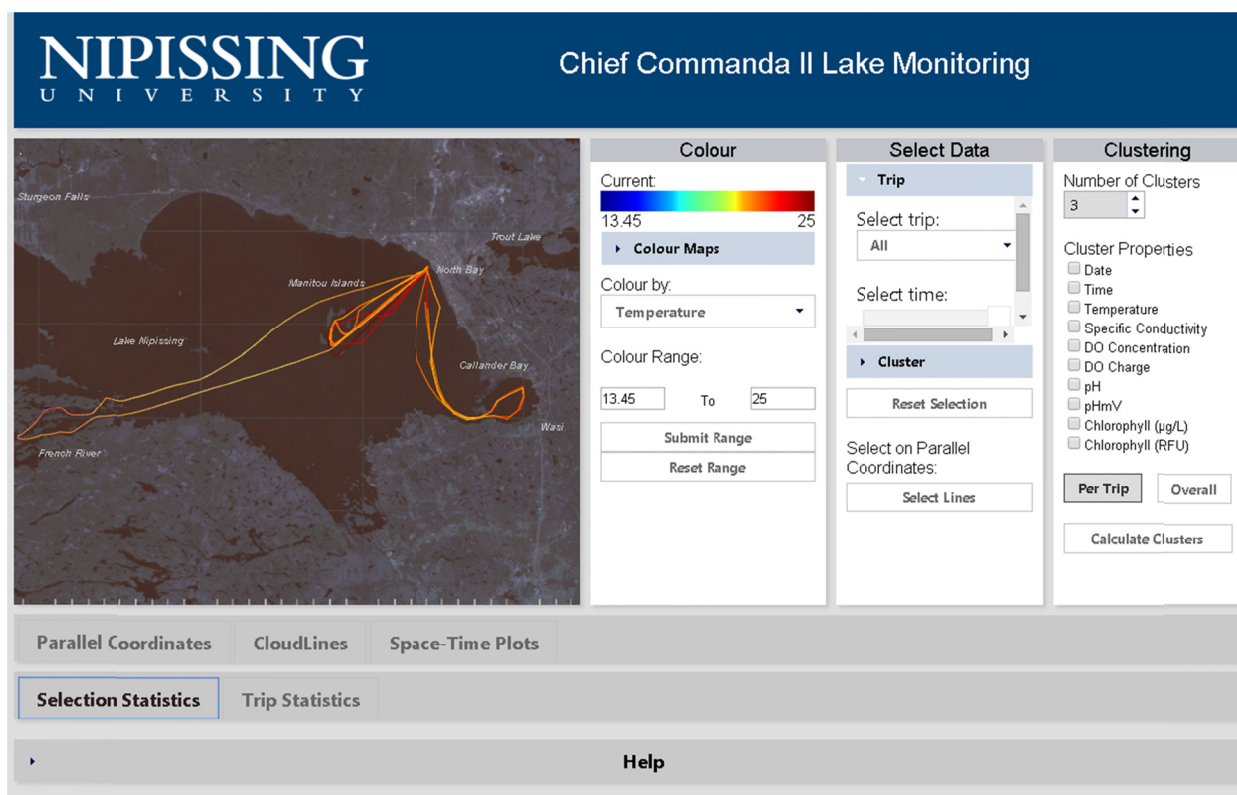 NIPISSING
UNIVERSITY
Chief Commanda II Lake Monitoring
Sturgeon Falls
Trout Lake
North Bay
Manitou Islands
Lake Nipissing
Callander Bay
Wasi
French River
Colour
Current:
13.45 25
Colour Maps
Colour by:
Temperature
Colour Range:
13.45 To 25
Submit Range
Reset Range
Select Data
Trip
Select trip:
All
Select time:
Cluster
Reset Selection
Select on Parallel
Coordinates:
Select Lines
Clustering
Number of Clusters
3
Cluster Properties
Date
Time
Temperature
Specific Conductivity
DO Concentration
DO Charge
pH
pHmV
Chlorophyll (µg/L)
Chlorophyll (RFU)
Per Trip Overall
Calculate Clusters
Parallel Coordinates CloudLines Space-Time Plots
Selection Statistics Trip Statistics
Help